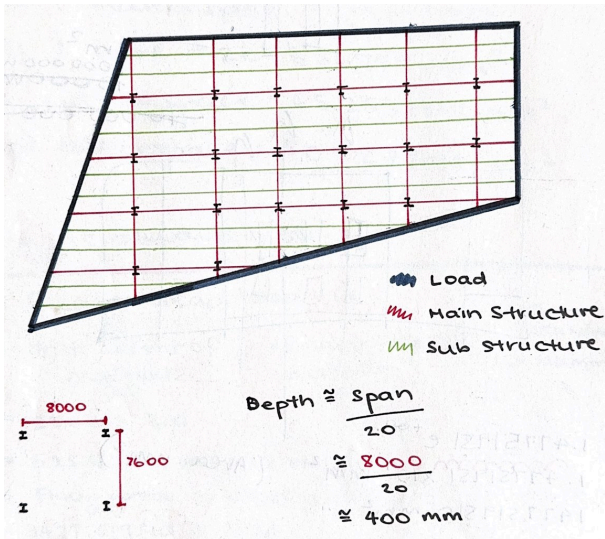 Load
Main Structure
Sub Structure
8000
7600
Depth ≅ span
20
≅ 8000
20
≅ 400 mm